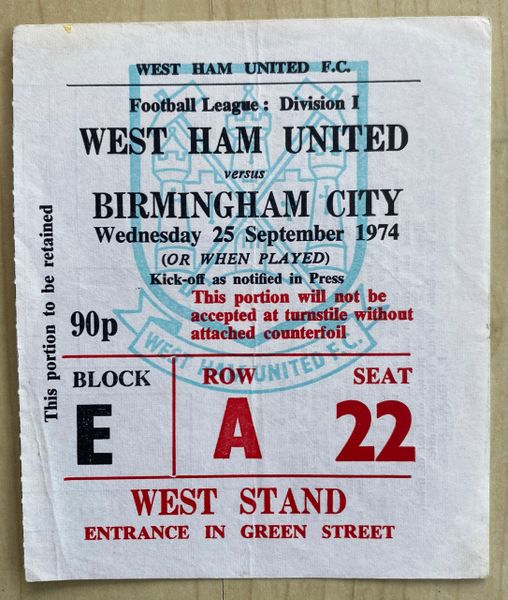 WEST HAM UNITED F.C.
Football League : Division I
WEST HAM UNITED
versus
BIRMINGHAM CITY
Wednesday 25 September 1974
(OR WHEN PLAYED)
Kick-off as notified in Press
This portion will not be
accepted at turnstile without
attached counterfoil
90p
This portion to be retained
WEST HAM UNITED F.C.
BLOCK ROW SEAT
E A 22
WEST STAND
ENTRANCE IN GREEN STREET